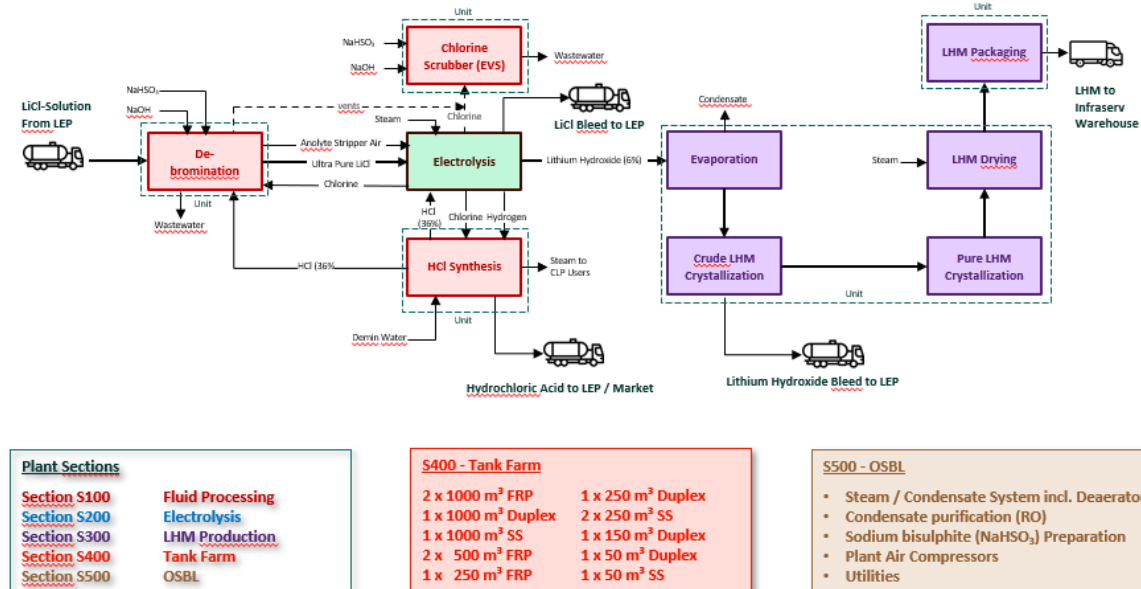 Unit
Unit
NaHSO₃
NaOH
Chlorine
Scrubber (EVS)
Wastewater
LHM Packaging
LHM to
Infraserv
Warehouse
LiCl-Solution
From LEP
NaHSO₃
NaOH
vents
Steam
Chlorine
LiCl Bleed to LEP
Condensate
De-
bromination
Anolyte Stripper Air
Ultra Pure LiCl
Chlorine
Electrolysis
Lithium Hydroxide (6%)
Evaporation
Steam
LHM Drying
Unit
Wastewater
HCl
(36%)
Chlorine
Hydrogen
HCl (36%
HCl Synthesis
Steam to
CLP Users
Crude LHM
Crystallization
Pure LHM
Crystallization
Unit
Unit
Demin Water
Hydrochloric Acid to LEP / Market
Lithium Hydroxide Bleed to LEP
Plant Sections
Section S100 Fluid Processing
Section S200 Electrolysis
Section S300 LHM Production
Section S400 Tank Farm
Section S500 OSBL
S400 - Tank Farm
2 x 1000 m³ FRP 1 x 250 m³ Duplex
1 x 1000 m³ Duplex 2 x 250 m³ SS
1 x 1000 m³ SS 1 x 150 m³ Duplex
2 x 500 m³ FRP 1 x 50 m³ Duplex
1 x 250 m³ FRP 1 x 50 m³ SS
S500 - OSBL
• Steam / Condensate System incl. Deaerator
• Condensate purification (RO)
• Sodium bisulphite (NaHSO₃) Preparation
• Plant Air Compressors
• Utilities